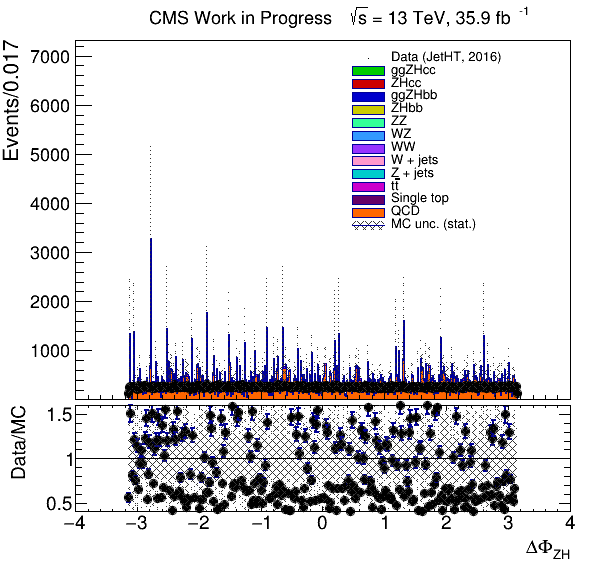 CMS Work in Progress √s = 13 TeV, 35.9 fb⁻¹
Events/0.017
7000
6000
5000
4000
3000
2000
1000
Data (JetHT, 2016)
ggZHcc
ZHcc
ggZHbb
ZHbb
ZZ
WZ
WW
W + jets
Z + jets
tt̅
Single top
QCD
MC unc. (stat.)
Data/MC
1.5
1
0.5
−4 −3 −2 −1 0 1 2 3 4
ΔΦ_ZH